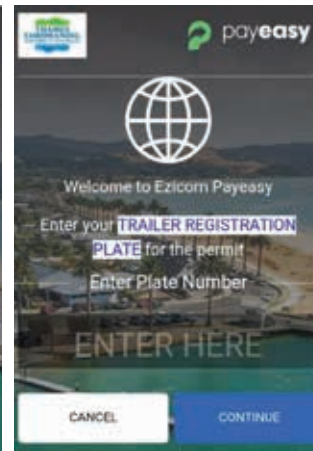 payeasy
Welcome to Ezicom Payeasy
Enter your TRAILER REGISTRATION
PLATE for the permit
Enter Plate Number
ENTER HERE
CANCEL
CONTINUE